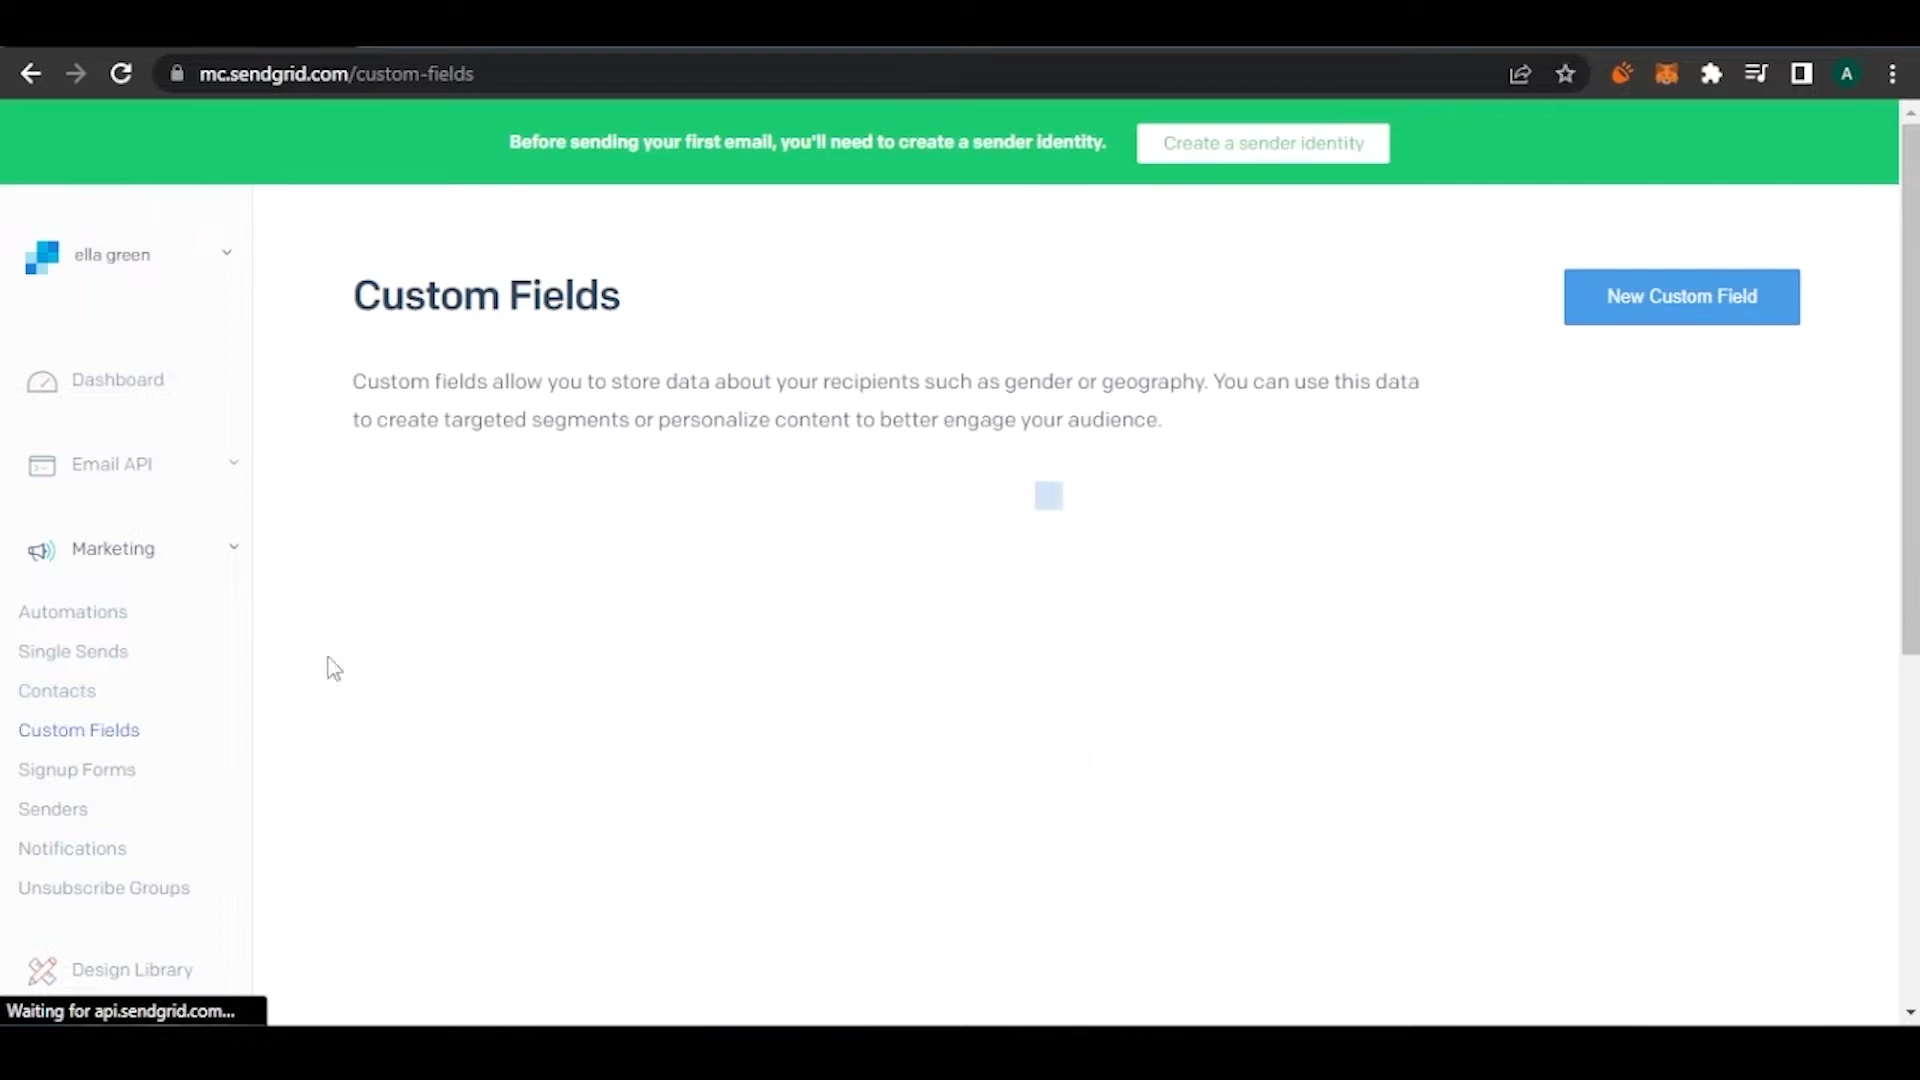 mc.sendgrid.com/custom-fields
A
Before sending your first email, you'll need to create a sender identity.
Create a sender identity
ella green
Custom Fields
New Custom Field
Dashboard
Custom fields allow you to store data about your recipients such as gender or geography. You can use this data
to create targeted segments or personalize content to better engage your audience.
Email API
Marketing
Automations
Single Sends
Contacts
Custom Fields
Signup Forms
Senders
Notifications
Unsubscribe Groups
Design Library
Waiting for api.sendgrid.com...